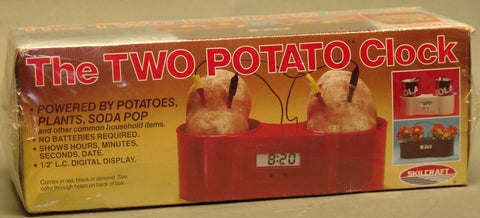 The TWO POTATO Clock
• POWERED BY POTATOES,
PLANTS, SODA POP
and other common household items.
• NO BATTERIES REQUIRED.
• SHOWS HOURS, MINUTES,
SECONDS, DATE.
• 1/2" L.C. DIGITAL DISPLAY.
Comes in red, black or almond. See
color through holes on back of box.
8:20
SKILCRAFT